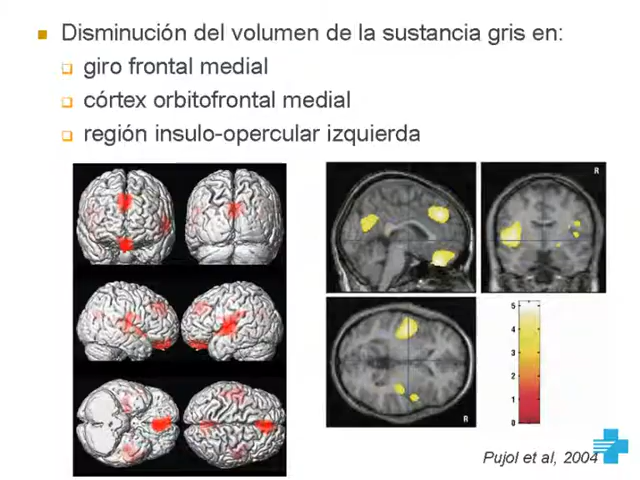 Disminución del volumen de la sustancia gris en:
giro frontal medial
córtex orbitofrontal medial
región insulo-opercular izquierda
R
R
5
4
3
2
1
0
Pujol et al, 2004